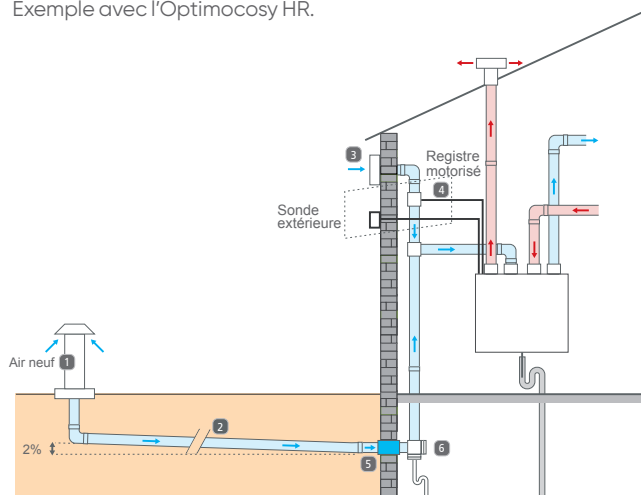 Exemple avec l'Optimocosy HR.
3
Registre
motorisé
4
Sonde
extérieure
Air neuf 1
2
2%
5
6